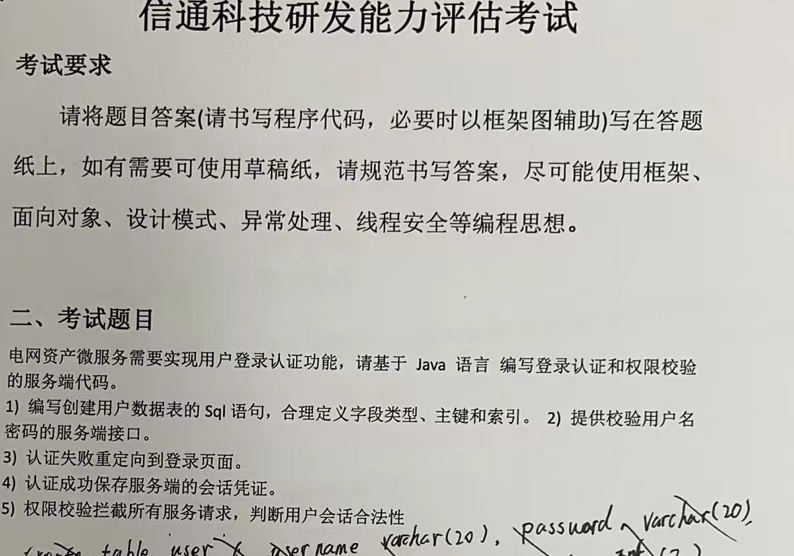 信通科技研发能力评估考试
考试要求
请将题目答案(请书写程序代码，必要时以框架图辅助)写在答题
纸上，如有需要可使用草稿纸，请规范书写答案，尽可能使用框架、
面向对象、设计模式、异常处理、线程安全等编程思想。
二、考试题目
电网资产微服务需要实现用户登录认证功能，请基于 Java 语言 编写登录认证和权限校验
的服务端代码。
1) 编写创建用户数据表的 Sql 语句，合理定义字段类型、主键和索引。 2) 提供校验用户名
密码的服务端接口。
3) 认证失败重定向到登录页面。
4) 认证成功保存服务端的会话凭证。
5) 权限校验拦截所有服务请求，判断用户会话合法性
table user username varchar(20), password varchar(20),